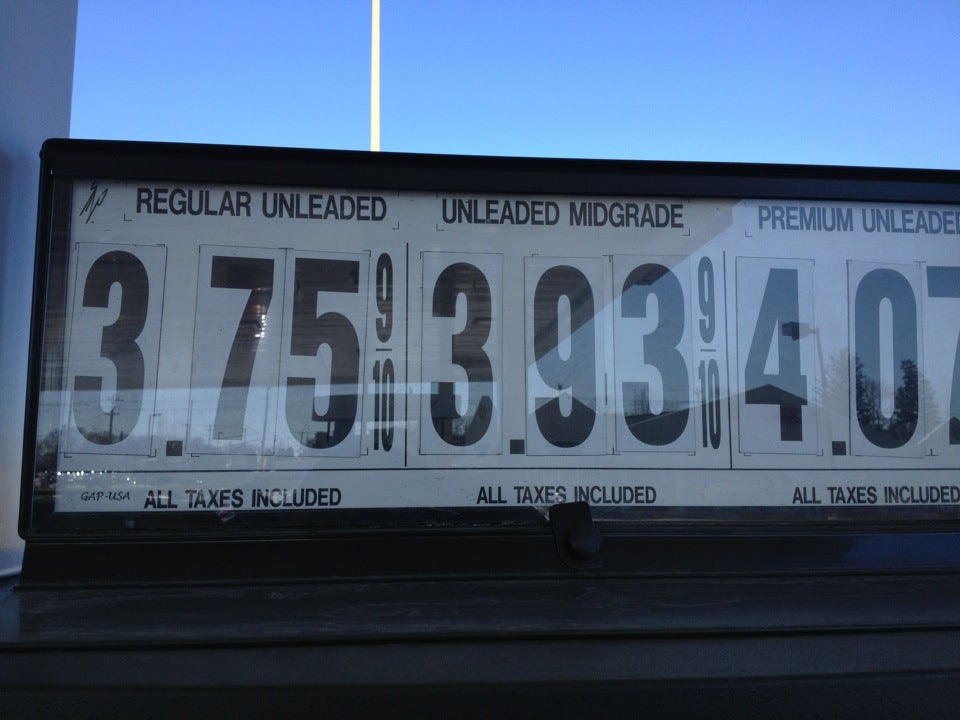 REGULAR UNLEADED UNLEADED MIDGRADE PREMIUM UNLEADED
3.75 9/10 3.93 9/10 4.07
GAP-USA ALL TAXES INCLUDED ALL TAXES INCLUDED ALL TAXES INCLUDED